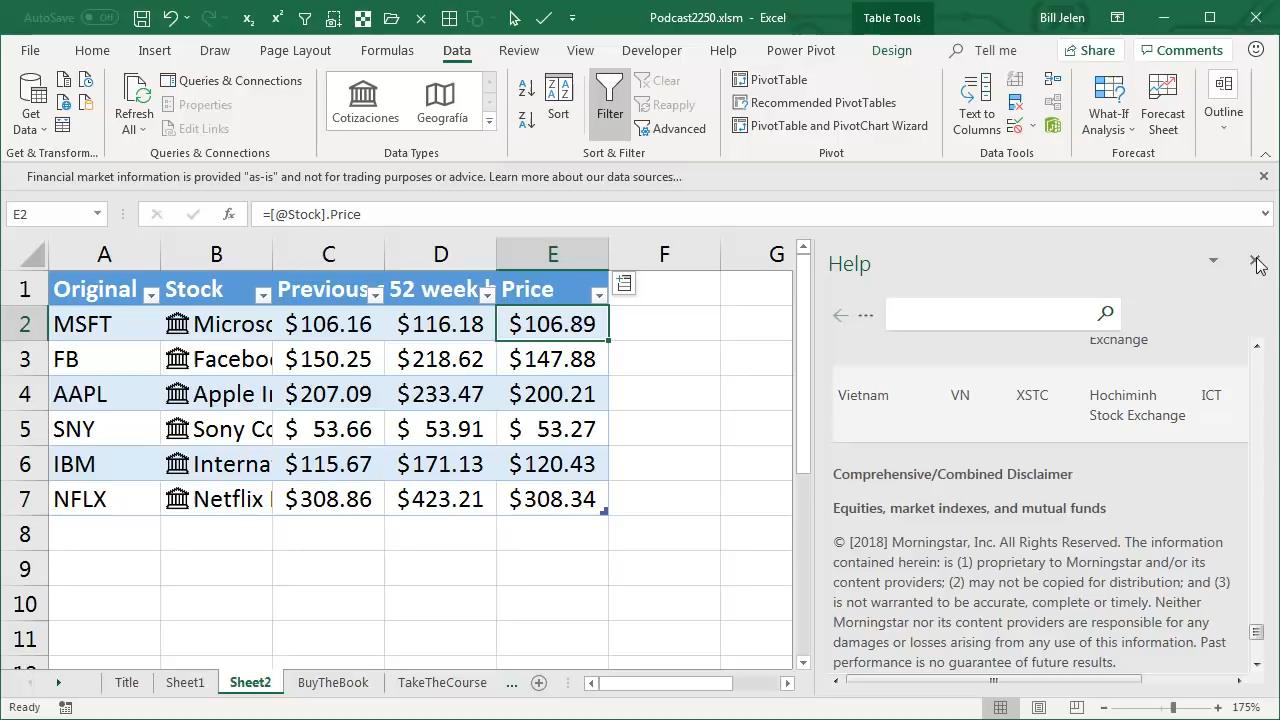 AutoSave Off
Podcast2250.xlsm - Excel
Table Tools
Bill Jelen
File Home Insert Draw Page Layout Formulas Data Review View Developer Help Power Pivot Design Tell me Share Comments
Get Data
Refresh All
Queries & Connections
Properties
Edit Links
Cotizaciones
Geografía
Sort
Filter
Clear
Reapply
Advanced
PivotTable
Recommended PivotTables
PivotTable and PivotChart Wizard
Text to Columns
What-If Analysis
Forecast Sheet
Outline
Get & Transform... Queries & Connections Data Types Sort & Filter Pivot Data Tools Forecast
Financial market information is provided "as-is" and not for trading purposes or advice. Learn more about our data sources...
E2 fx =[@Stock].Price
A B C D E F G
1 Original Stock Previous 52 week Price
2 MSFT Microso $106.16 $116.18 $106.89
3 FB Facebo $150.25 $218.62 $147.88
4 AAPL Apple I $207.09 $233.47 $200.21
5 SNY Sony Co $ 53.66 $ 53.91 $ 53.27
6 IBM Interna $115.67 $171.13 $120.43
7 NFLX Netflix $308.86 $423.21 $308.34
8
9
10
11
Help
Exchange
Vietnam VN XSTC Hochiminh ICT
Stock Exchange
Comprehensive/Combined Disclaimer
Equities, market indexes, and mutual funds
© [2018] Morningstar, Inc. All Rights Reserved. The information
contained herein: is (1) proprietary to Morningstar and/or its
content providers; (2) may not be copied for distribution; and (3)
is not warranted to be accurate, complete or timely. Neither
Morningstar nor its content providers are responsible for any
damages or losses arising from any use of this information. Past
performance is no guarantee of future results.
Title Sheet1 Sheet2 BuyTheBook TakeTheCourse ...
Ready
175%